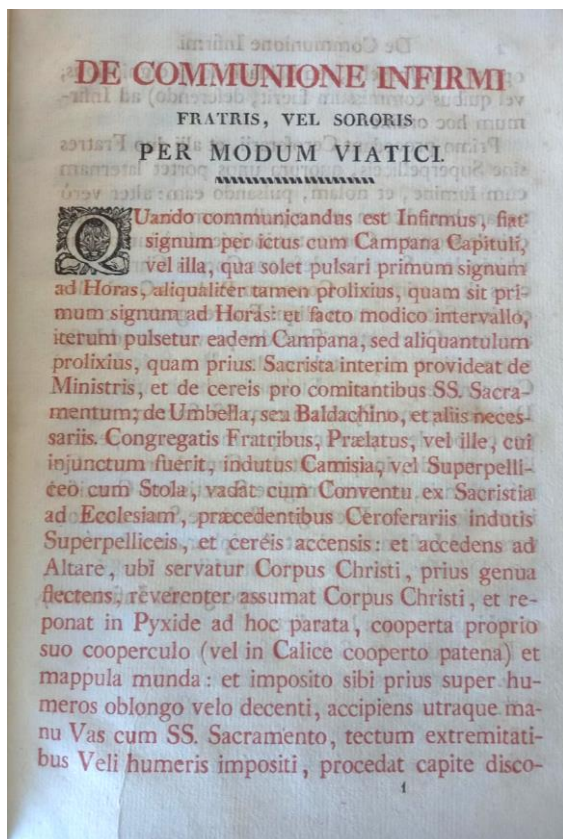 DE COMMUNIONE INFIRMI
FRATRIS, VEL SORORIS
PER MODUM VIATICI.
QUando communicandus est Infirmus, fiat
signum per ictus cum Campana Capituli,
vel illa, qua solet pulsari primum signum
ad Horas, aliqualiter tamen prolixius, quam sit pri-
mum signum ad Horas: et facto modico intervallo,
iterum pulsetur eadem Campana, sed aliquantulum
prolixius, quam prius. Sacrista interim provideat de
Ministris, et de cereis pro comitantibus SS. Sacra-
mentum; de Umbella, seu Baldachino, et aliis neces-
sariis. Congregatis Fratribus, Prælatus, vel ille, cui
injunctum fuerit, indutus Camisia, vel Superpelli-
ceo cum Stola, vadat cum Conventu ex Sacristia
ad Ecclesiam, præcedentibus Ceroferariis indutis
Superpelliceis, et cereis accensis: et accedens ad
Altare, ubi servatur Corpus Christi, prius genua
flectens, reverenter assumat Corpus Christi, et re-
ponat in Pyxide ad hoc parata, cooperta proprio
suo cooperculo (vel in Calice cooperto patena) et
mappula munda: et imposito sibi prius super hu-
meros oblongo velo decenti, accipiens utraque ma-
nu Vas cum SS. Sacramento, tectum extremitati-
bus Veli humeris impositi, procedat capite disco-
1